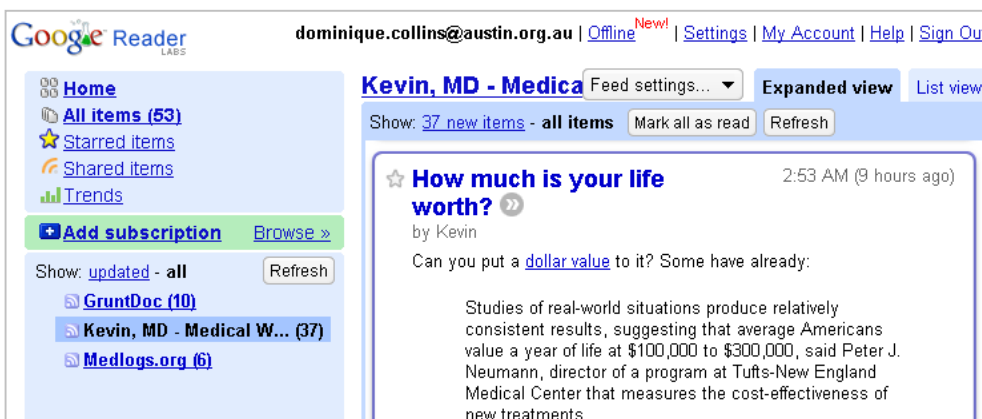 Google Reader
LABS
dominique.collins@austin.org.au | Offline New! | Settings | My Account | Help | Sign Ou
Home
All items (53)
Starred items
Shared items
Trends
Add subscription Browse »
Show: updated - all Refresh
GruntDoc (10)
Kevin, MD - Medical W... (37)
Medlogs.org (6)
Kevin, MD - Medica Feed settings... Expanded view List view
Show: 37 new items - all items Mark all as read Refresh
How much is your life 2:53 AM (9 hours ago)
worth? »
by Kevin
Can you put a dollar value to it? Some have already:
Studies of real-world situations produce relatively
consistent results, suggesting that average Americans
value a year of life at $100,000 to $300,000, said Peter J.
Neumann, director of a program at Tufts-New England
Medical Center that measures the cost-effectiveness of
new treatments